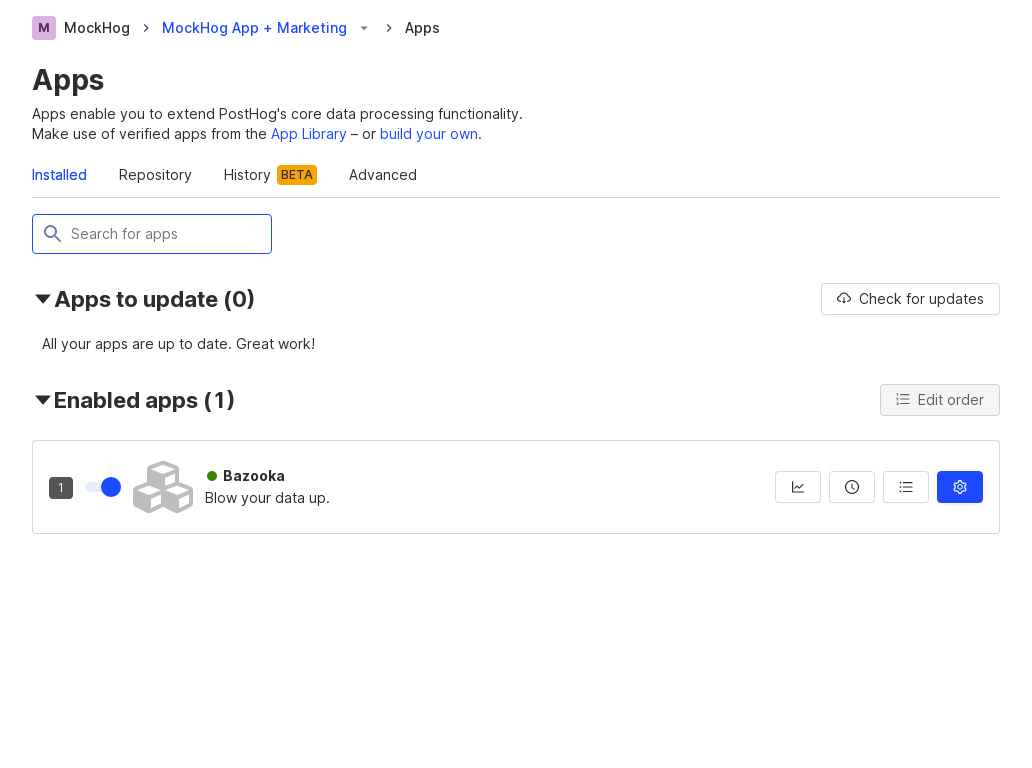 M MockHog MockHog App + Marketing Apps
Apps
Apps enable you to extend PostHog's core data processing functionality.
Make use of verified apps from the App Library – or build your own.
Installed Repository History BETA Advanced
Search for apps
Apps to update (0) Check for updates
All your apps are up to date. Great work!
Enabled apps (1) Edit order
1 Bazooka
Blow your data up.